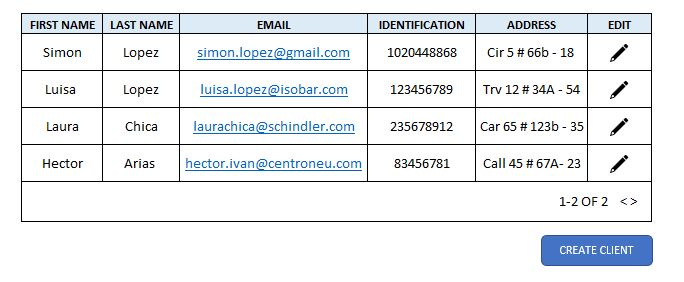 FIRST NAME LAST NAME EMAIL IDENTIFICATION ADDRESS EDIT
Simon Lopez simon.lopez@gmail.com 1020448868 Cir 5 # 66b - 18
Luisa Lopez luisa.lopez@isobar.com 123456789 Trv 12 # 34A - 54
Laura Chica laurachica@schindler.com 235678912 Car 65 # 123b - 35
Hector Arias hector.ivan@centroneu.com 83456781 Call 45 # 67A- 23
1-2 OF 2 < >
CREATE CLIENT